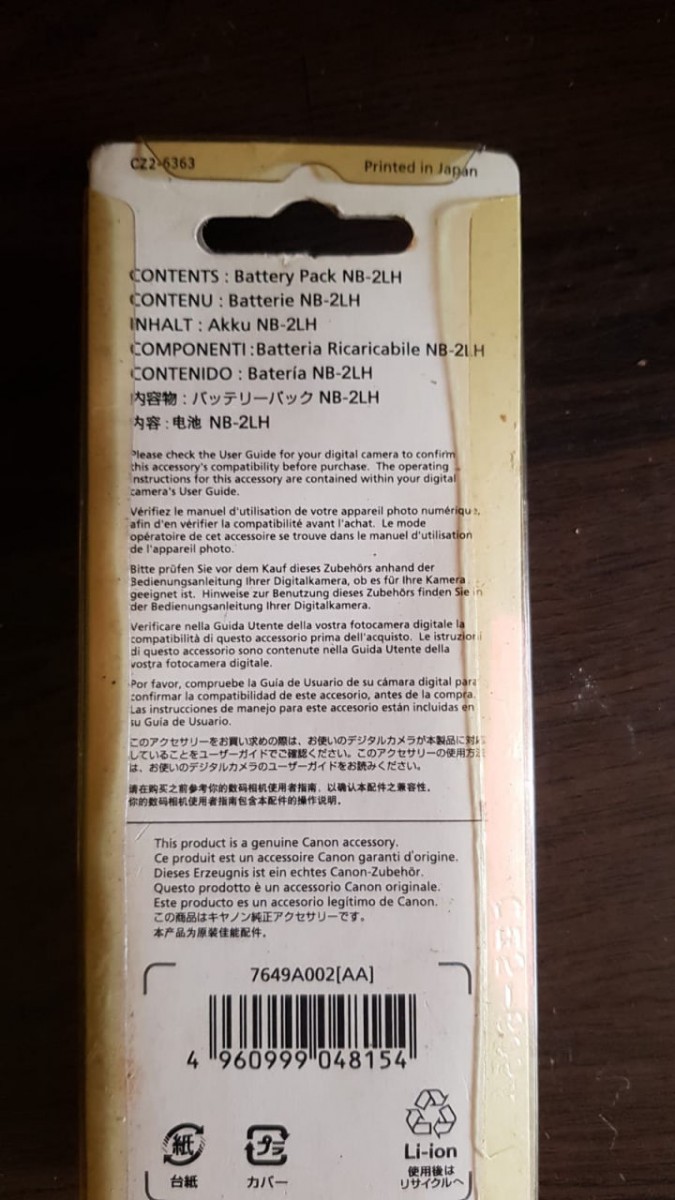 CZ2-6363
Printed in Japan
CONTENTS : Battery Pack NB-2LH
CONTENU : Batterie NB-2LH
INHALT : Akku NB-2LH
COMPONENTI :Batteria Ricaricabile NB-2LH
CONTENIDO : Batería NB-2LH
内容物 : バッテリーパック NB-2LH
内容 : 电池 NB-2LH
Please check the User Guide for your digital camera to confirm
this accessory's compatibility before purchase. The operating
instructions for this accessory are contained within your digital
camera's User Guide.
Vérifiez le manuel d'utilisation de votre appareil photo numérique,
afin d'en vérifier la compatibilité avant l'achat. Le mode
opératoire de cet accessoire se trouve dans le manuel d'utilisation
de l'appareil photo.
Bitte prüfen Sie vor dem Kauf dieses Zubehörs anhand der
Bedienungsanleitung Ihrer Digitalkamera, ob es für Ihre Kamera
geeignet ist. Hinweise zur Benutzung dieses Zubehörs finden Sie in
der Bedienungsanleitung Ihrer Digitalkamera.
Verificare nella Guida Utente della vostra fotocamera digitale la
compatibilità di questo accessorio prima dell'acquisto. Le istruzioni
di questo accessorio sono contenute nella Guida Utente della
vostra fotocamera digitale.
Por favor, compruebe la Guía de Usuario de su cámara digital para
confirmar la compatibilidad de este accesorio, antes de la compra.
Las instrucciones de manejo para este accesorio están incluidas en
su Guía de Usuario.
このアクセサリーをお買い求めの際は、お使いのデジタルカメラが本製品に対応
していることをユーザーガイドでご確認ください。このアクセサリーの使用方法
は、お使いのデジタルカメラのユーザーガイドをお読みください。
请在购买之前参考你的数码相机使用者指南，以确认本配件之兼容性。
你的数码相机使用者指南包含本配件的操作说明。
This product is a genuine Canon accessory.
Ce produit est un accessoire Canon garanti d'origine.
Dieses Erzeugnis ist ein echtes Canon-Zubehör.
Questo prodotto è un accessorio Canon originale.
Este producto es un accesorio legítimo de Canon.
この商品はキヤノン純正アクセサリーです。
本产品为原装佳能配件。
7649A002[AA]
4 960999 048154
紙
プラ
Li-ion
台紙
カバー
使用後は
リサイクルへ